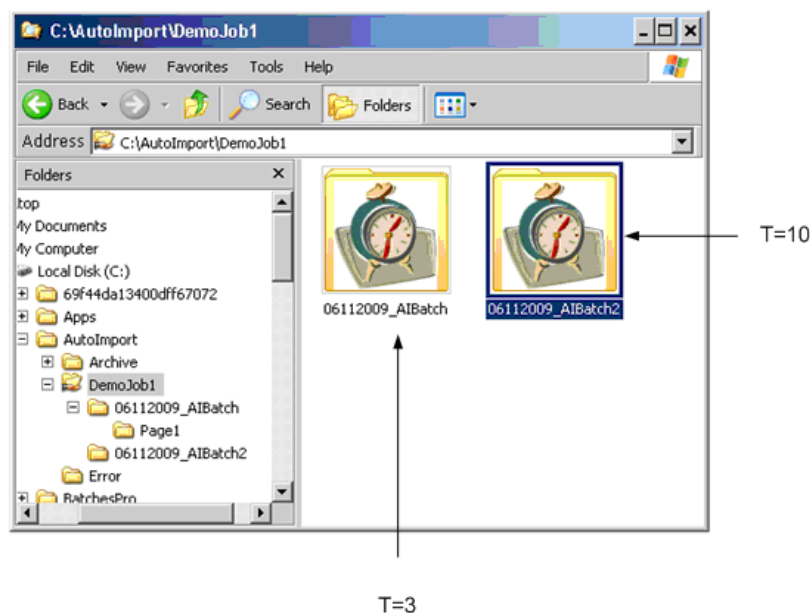 C:\AutoImport\DemoJob1
File Edit View Favorites Tools Help
Back Search Folders
Address C:\AutoImport\DemoJob1
Folders
top
My Documents
My Computer
Local Disk (C:)
69f44da13400dff67072
Apps
AutoImport
Archive
DemoJob1
06112009_AIBatch
Page1
06112009_AIBatch2
Error
BatchesPro
06112009_AIBatch
06112009_AIBatch2
T=10
T=3